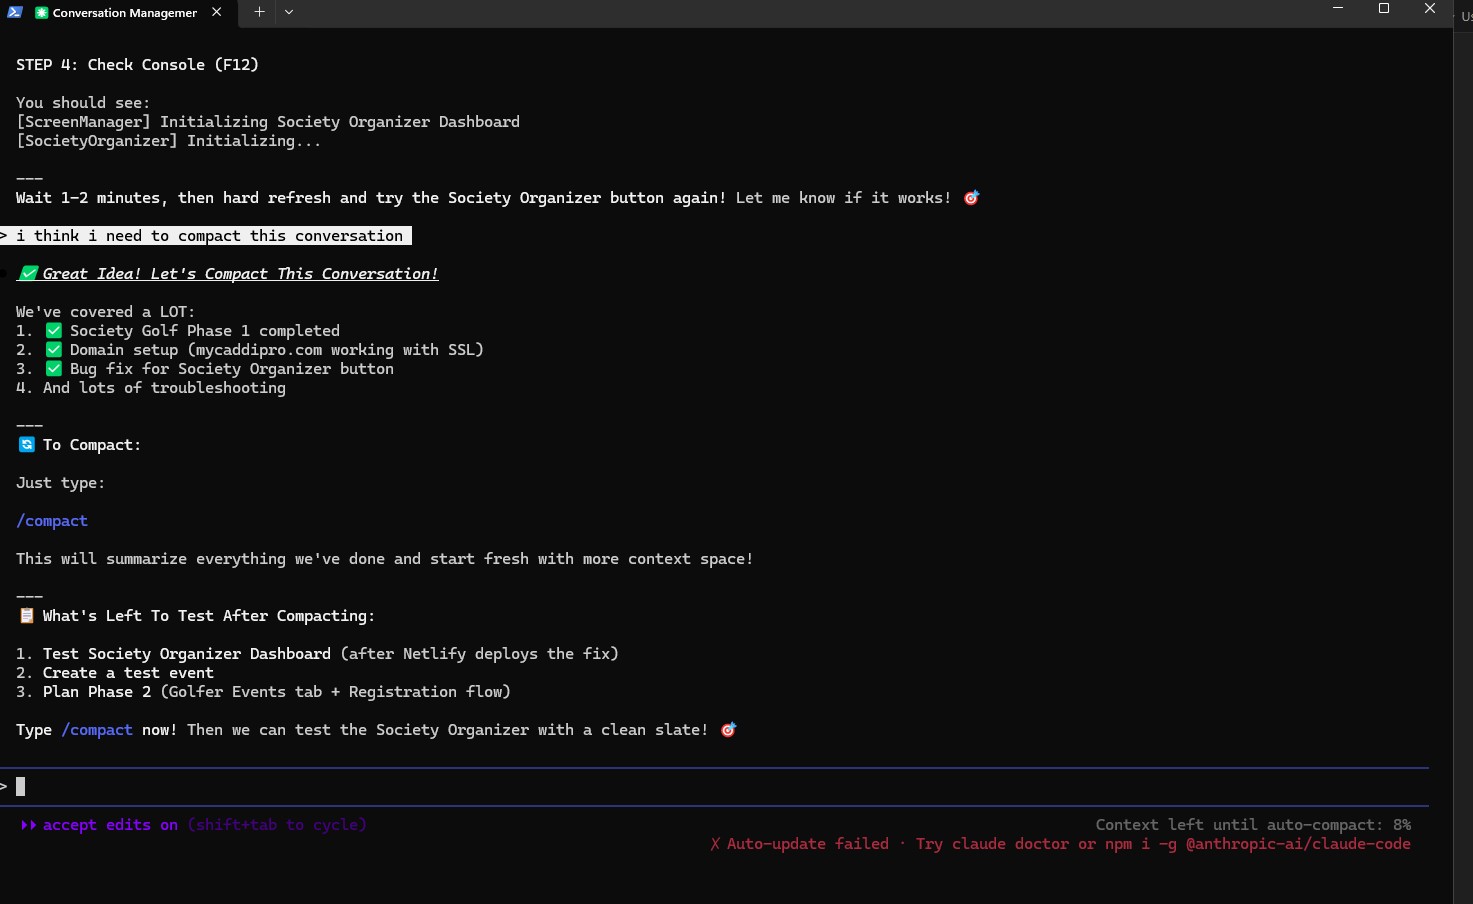 Conversation Managemer
Us
STEP 4: Check Console (F12)
You should see:
[ScreenManager] Initializing Society Organizer Dashboard
[SocietyOrganizer] Initializing...
---
Wait 1-2 minutes, then hard refresh and try the Society Organizer button again! Let me know if it works! 🎯
> i think i need to compact this conversation
✅ Great Idea! Let's Compact This Conversation!
We've covered a LOT:
1. ✅ Society Golf Phase 1 completed
2. ✅ Domain setup (mycaddipro.com working with SSL)
3. ✅ Bug fix for Society Organizer button
4. And lots of troubleshooting
---
🔄 To Compact:
Just type:
/compact
This will summarize everything we've done and start fresh with more context space!
---
📋 What's Left To Test After Compacting:
1. Test Society Organizer Dashboard (after Netlify deploys the fix)
2. Create a test event
3. Plan Phase 2 (Golfer Events tab + Registration flow)
Type /compact now! Then we can test the Society Organizer with a clean slate! 🎯
>
⏵⏵ accept edits on (shift+tab to cycle)
Context left until auto-compact: 8%
✗ Auto-update failed · Try claude doctor or npm i -g @anthropic-ai/claude-code